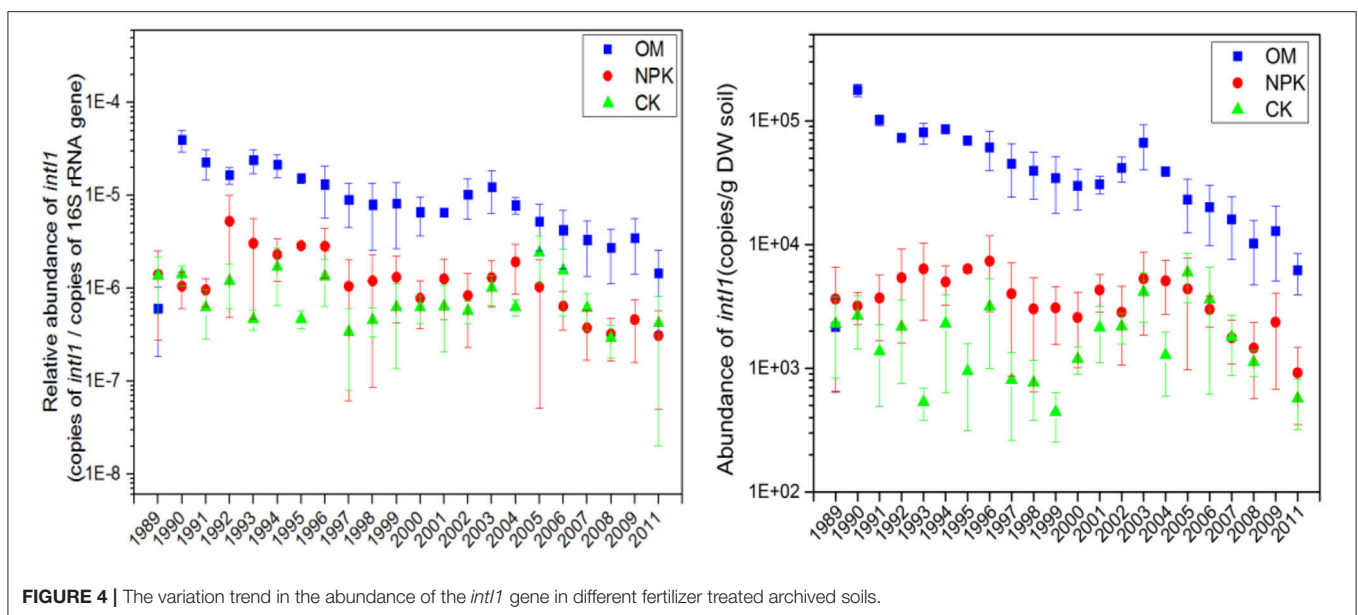 Relative abundance of intI1
(copies of intI1 / copies of 16S rRNA gene)
1E-4
1E-5
1E-6
1E-7
1E-8
OM
NPK
CK
1989 1990 1991 1992 1993 1994 1995 1996 1997 1998 1999 2000 2001 2002 2003 2004 2005 2006 2007 2008 2009 2011
Abundance of intI1(copies/g DW soil)
1E+05
1E+04
1E+03
1E+02
OM
NPK
CK
1989 1990 1991 1992 1993 1994 1995 1996 1997 1998 1999 2000 2001 2002 2003 2004 2005 2006 2007 2008 2009 2011
FIGURE 4 | The variation trend in the abundance of the intI1 gene in different fertilizer treated archived soils.